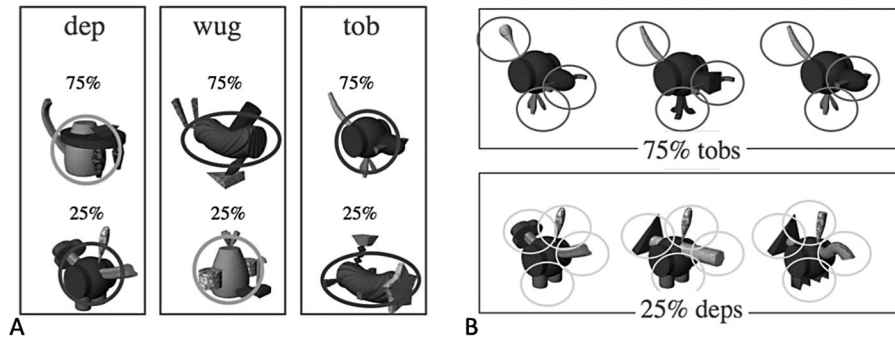 dep wug tob
75% 75% 75%
25% 25% 25%
A
75% tobs
25% deps
B